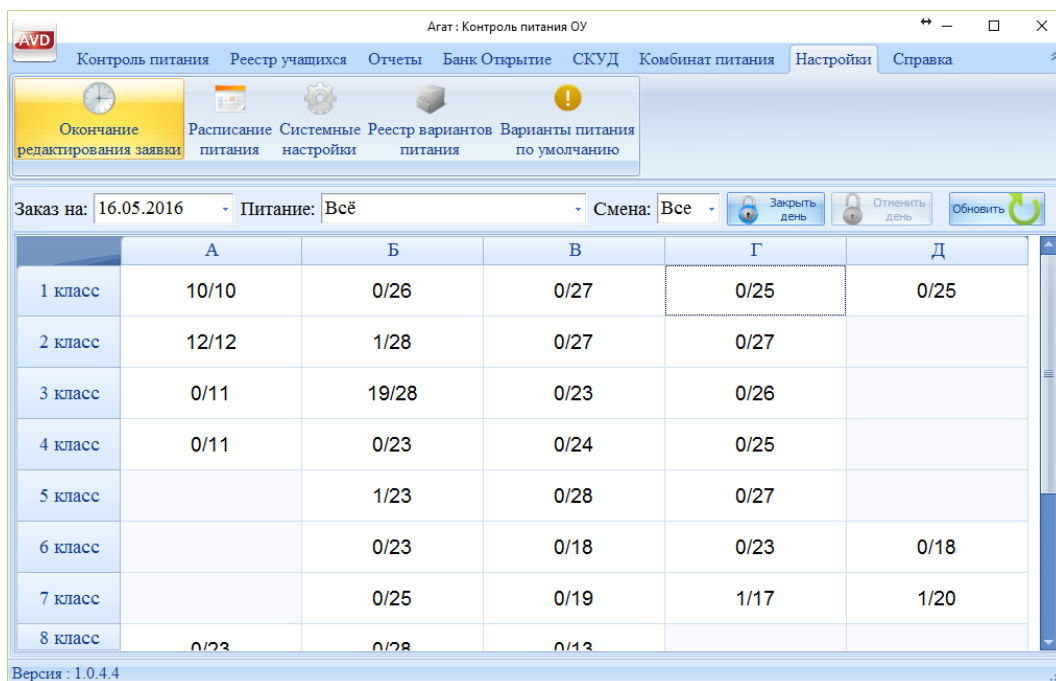 Агат : Контроль питания ОУ
AVD
Контроль питания Реестр учащихся Отчеты Банк Открытие СКУД Комбинат питания Настройки Справка
Окончание редактирования заявки
Расписание питания
Системные настройки
Реестр вариантов питания
Варианты питания по умолчанию
Заказ на: 16.05.2016 Питание: Всё Смена: Все Закрыть день Отменить день Обновить
А Б В Г Д
1 класс 10/10 0/26 0/27 0/25 0/25
2 класс 12/12 1/28 0/27 0/27
3 класс 0/11 19/28 0/23 0/26
4 класс 0/11 0/23 0/24 0/25
5 класс 1/23 0/28 0/27
6 класс 0/23 0/18 0/23 0/18
7 класс 0/25 0/19 1/17 1/20
8 класс 0/23 0/28 0/13
Версия : 1.0.4.4